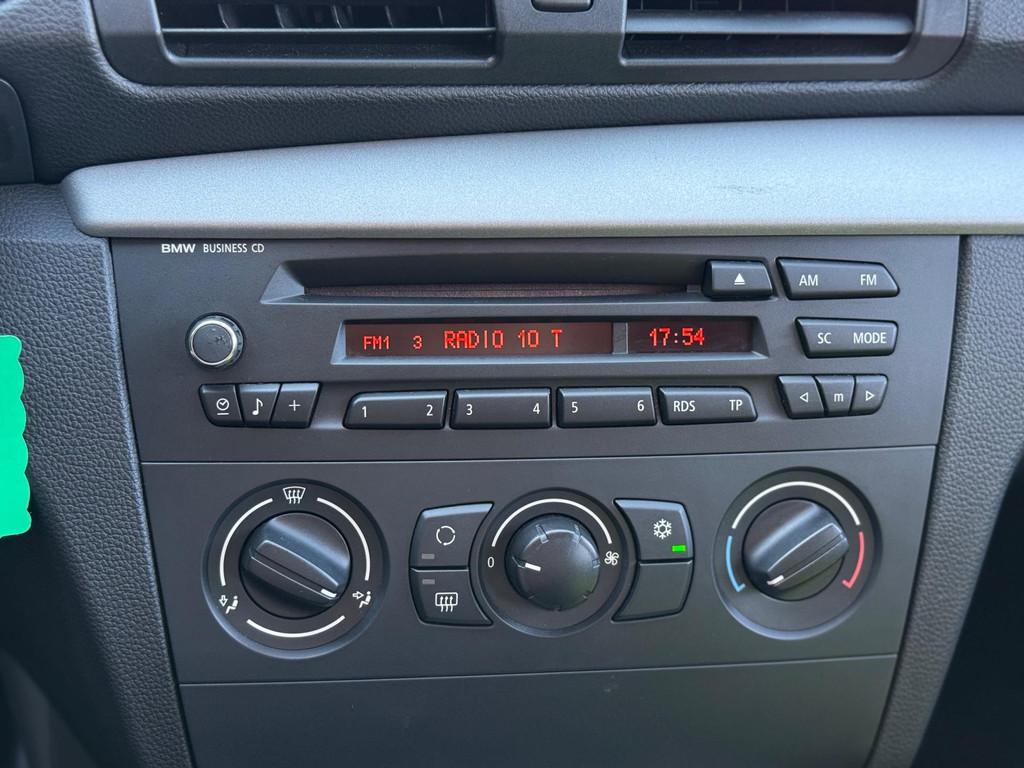 BMW BUSINESS CD
AM FM
FM1 3 RADIO 10 T 17:54
SC MODE
1 2 3 4 5 6 RDS TP m
0